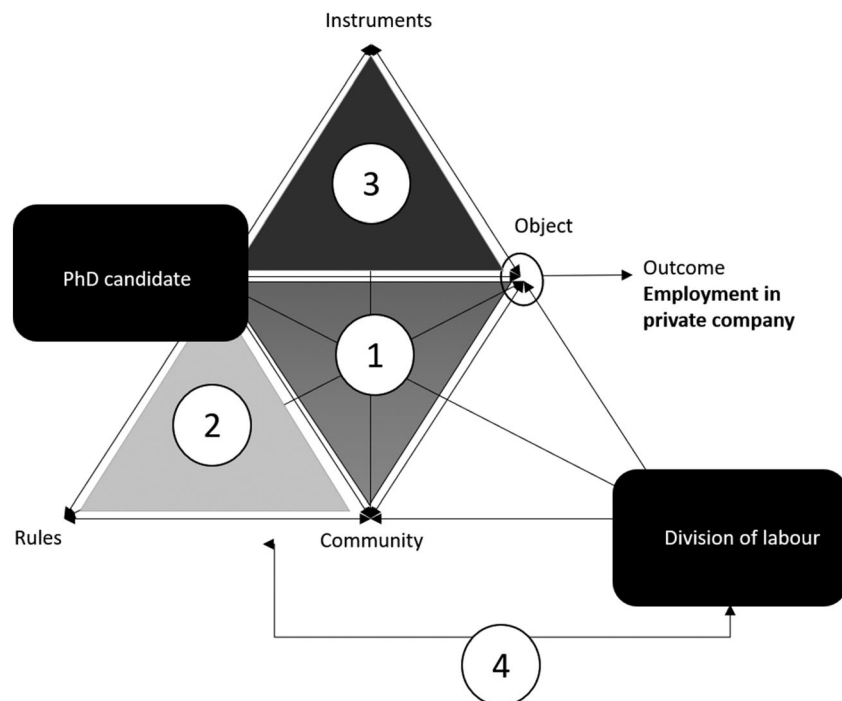 Instruments
3
Object
PhD candidate
Outcome
Employment in
private company
1
2
Rules
Community
Division of labour
4